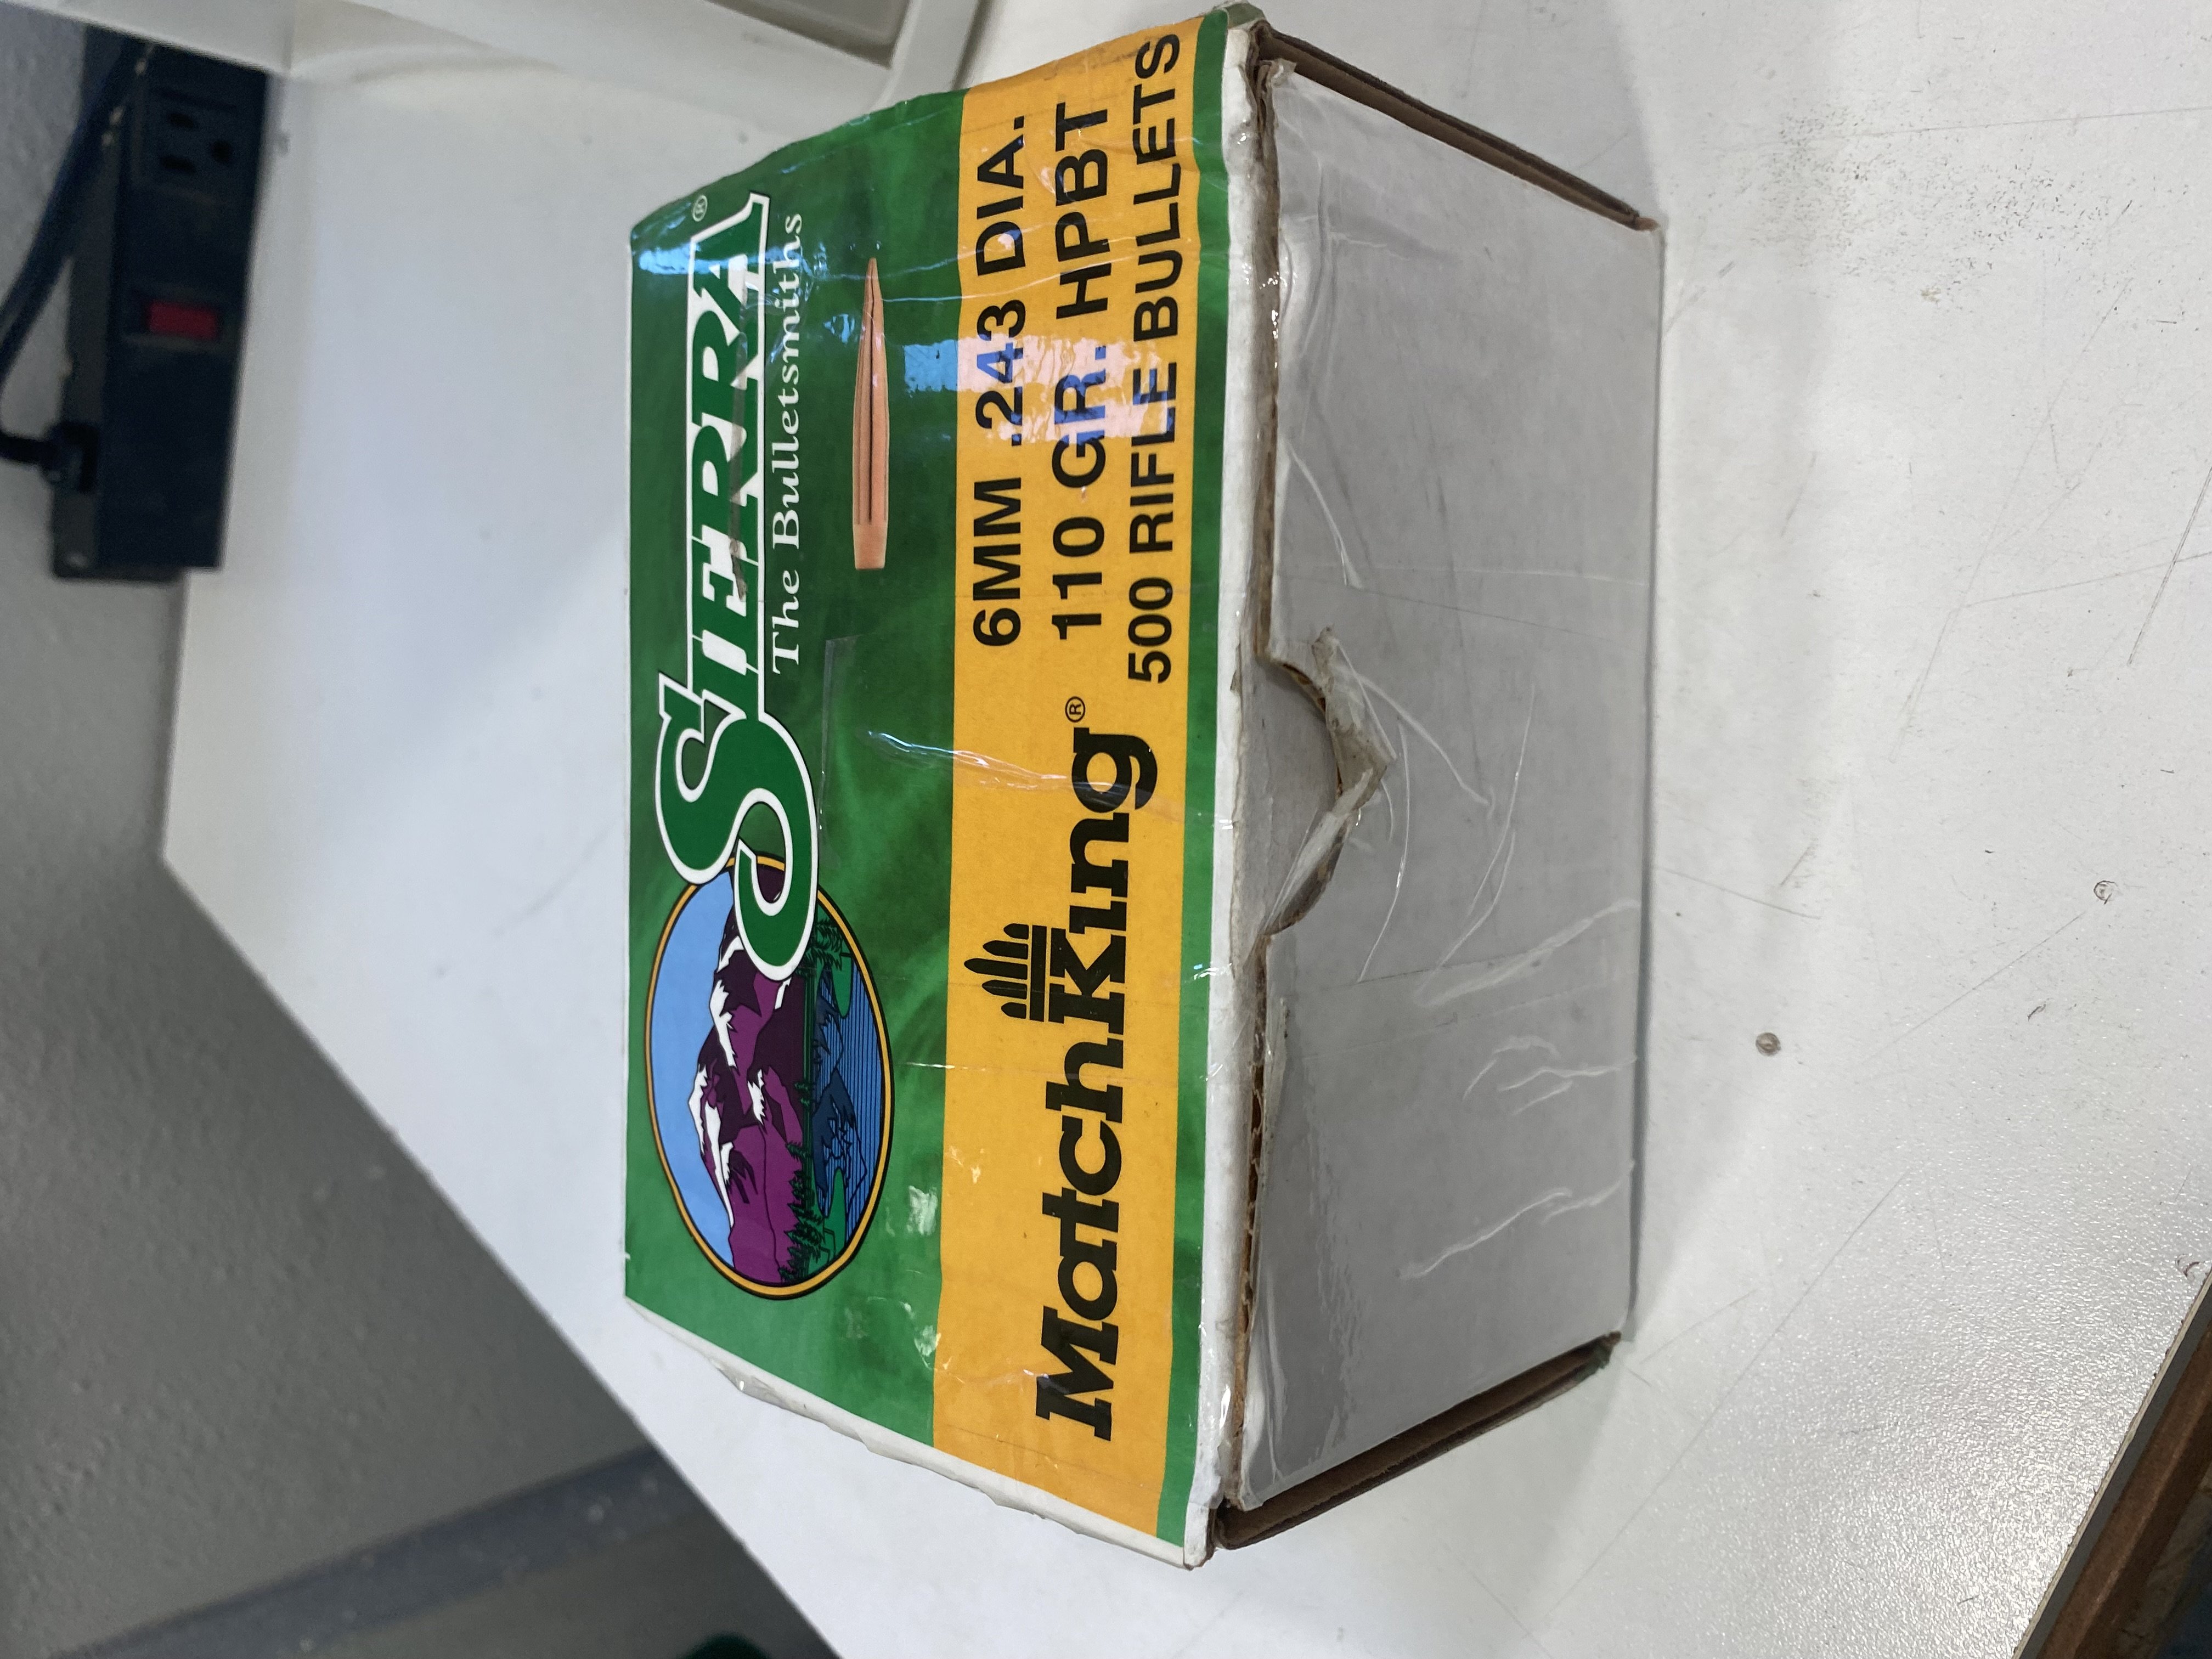 SIERRA®
The Bulletsmiths
MatchKing®
6MM .243 DIA.
110 GR. HPBT
500 RIFLE BULLETS